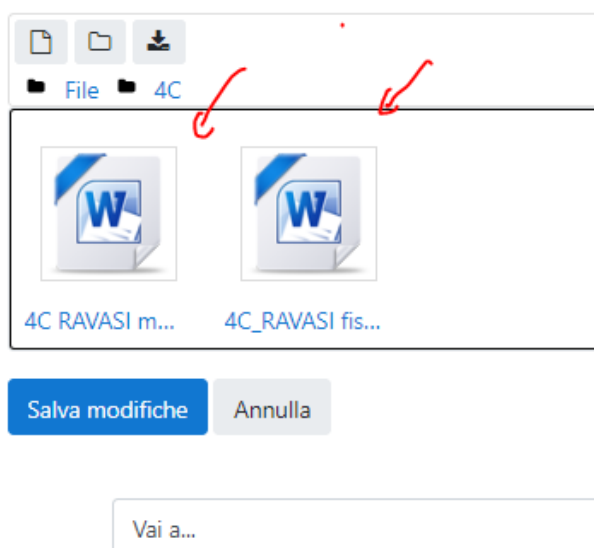 File 4C
W W
4C RAVASI m... 4C_RAVASI fis...
Salva modifiche Annulla
Vai a...